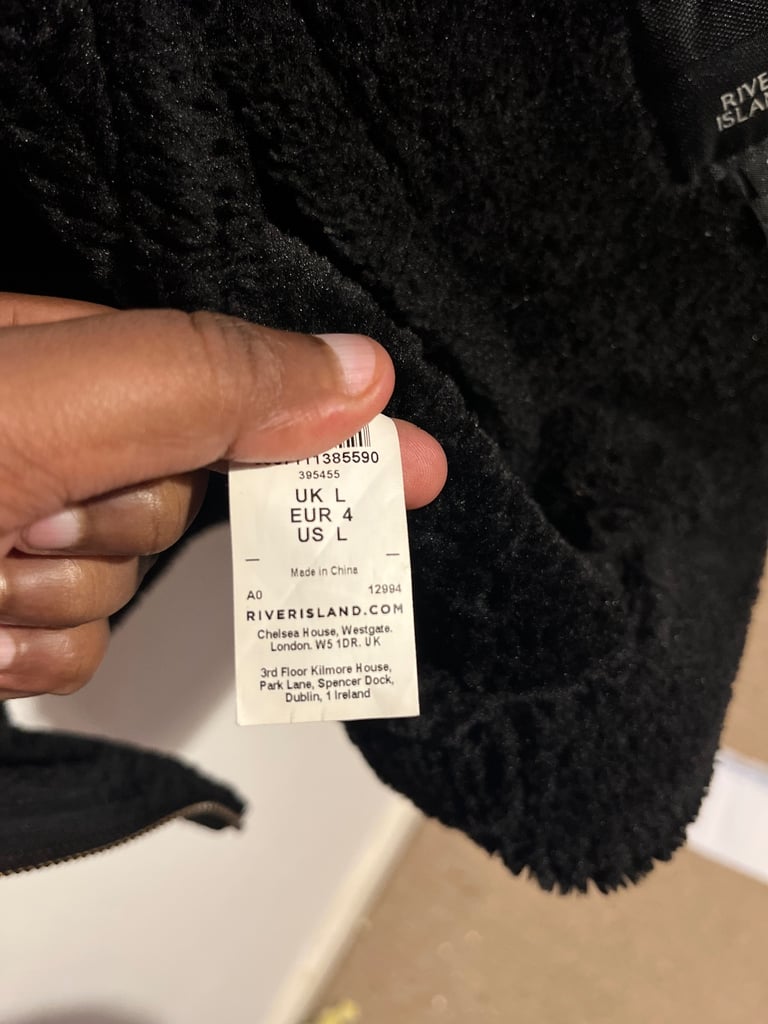 11385590
395455
UK L
EUR 4
US L
Made in China
A0 12994
RIVERISLAND.COM
Chelsea House, Westgate.
London. W5 1DR. UK
3rd Floor Kilmore House,
Park Lane, Spencer Dock,
Dublin, 1 Ireland